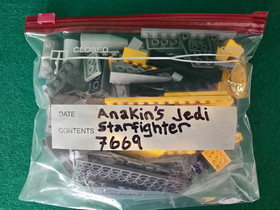 CLOSED
DATE Anakin's Jedi
CONTENTS Starfighter
7669